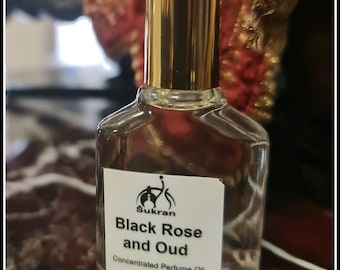 Sukran
Black Rose
and Oud
Concentrated Perfume Oil